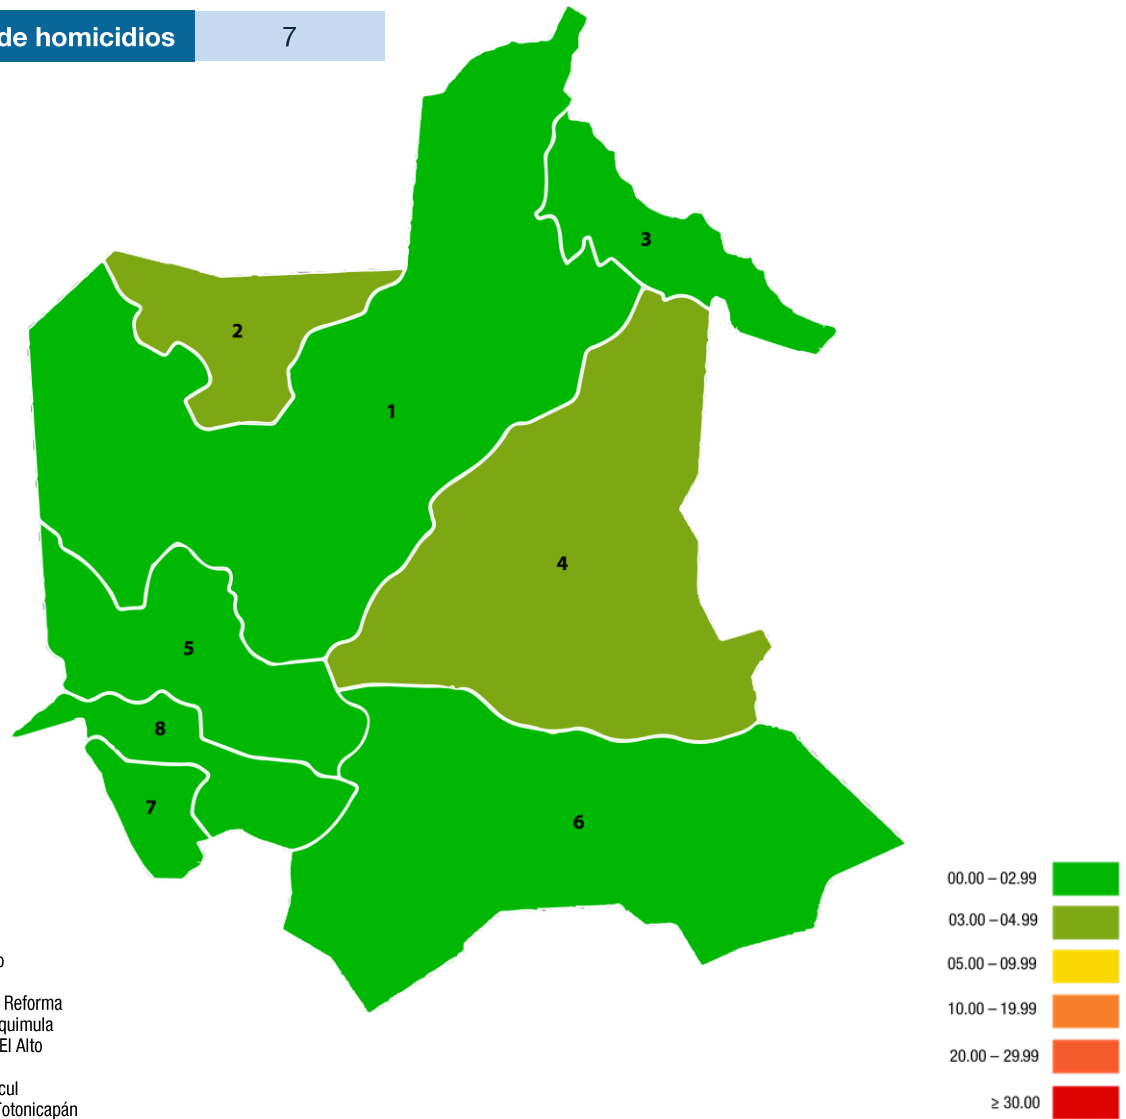 de homicidios 7
3
2
1
4
5
8
7
6
00.00 – 02.99
03.00 – 04.99
05.00 – 09.99
10.00 – 19.99
20.00 – 29.99
≥ 30.00
o
Reforma
quimula
El Alto
cul
Totonicapán